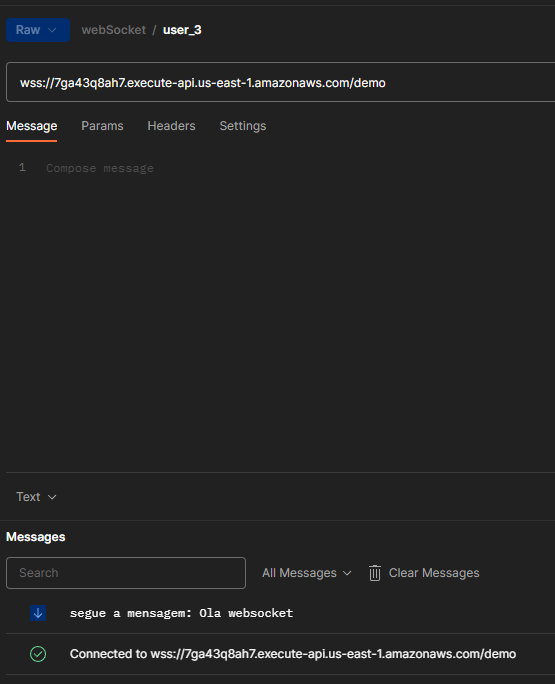 Raw webSocket / user_3
wss://7ga43q8ah7.execute-api.us-east-1.amazonaws.com/demo
Message Params Headers Settings
1 Compose message
Text
Messages
Search All Messages Clear Messages
segue a mensagem: Ola websocket
Connected to wss://7ga43q8ah7.execute-api.us-east-1.amazonaws.com/demo